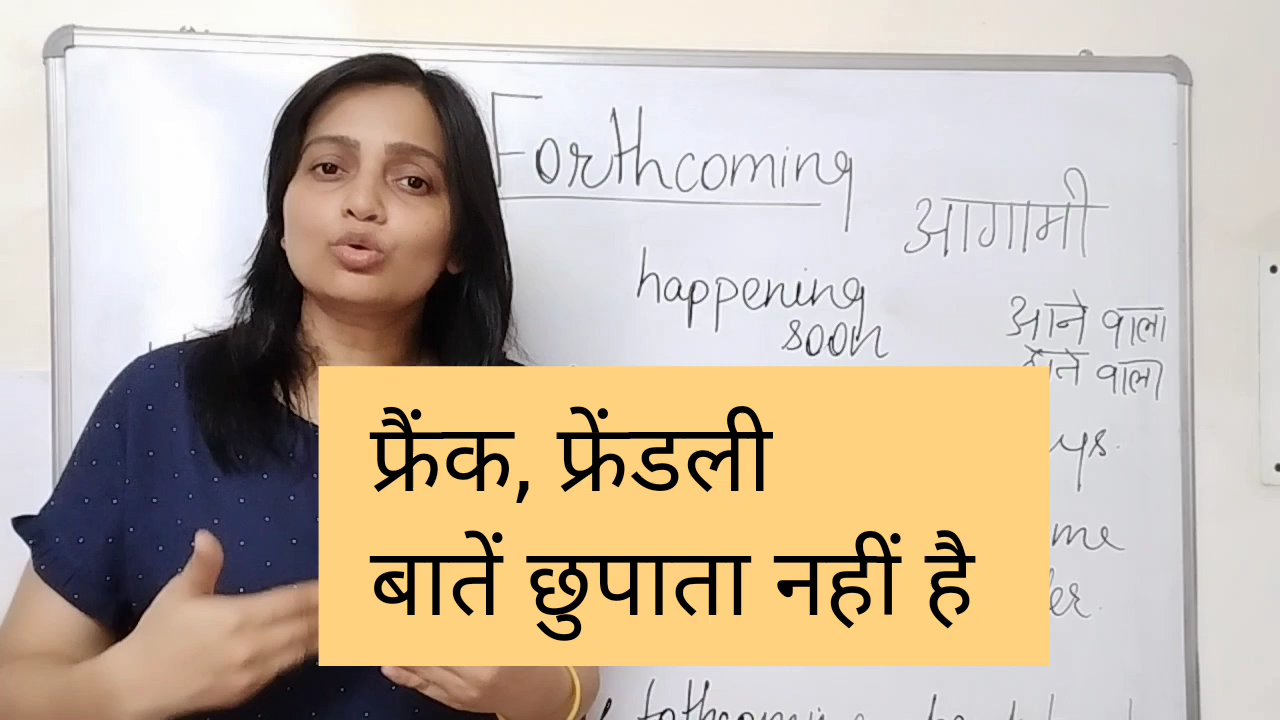 Forthcoming
आगामी
happening
soon
आने वाला
होने वाला
फ्रैंक, फ्रेंडली
बातें छुपाता नहीं है